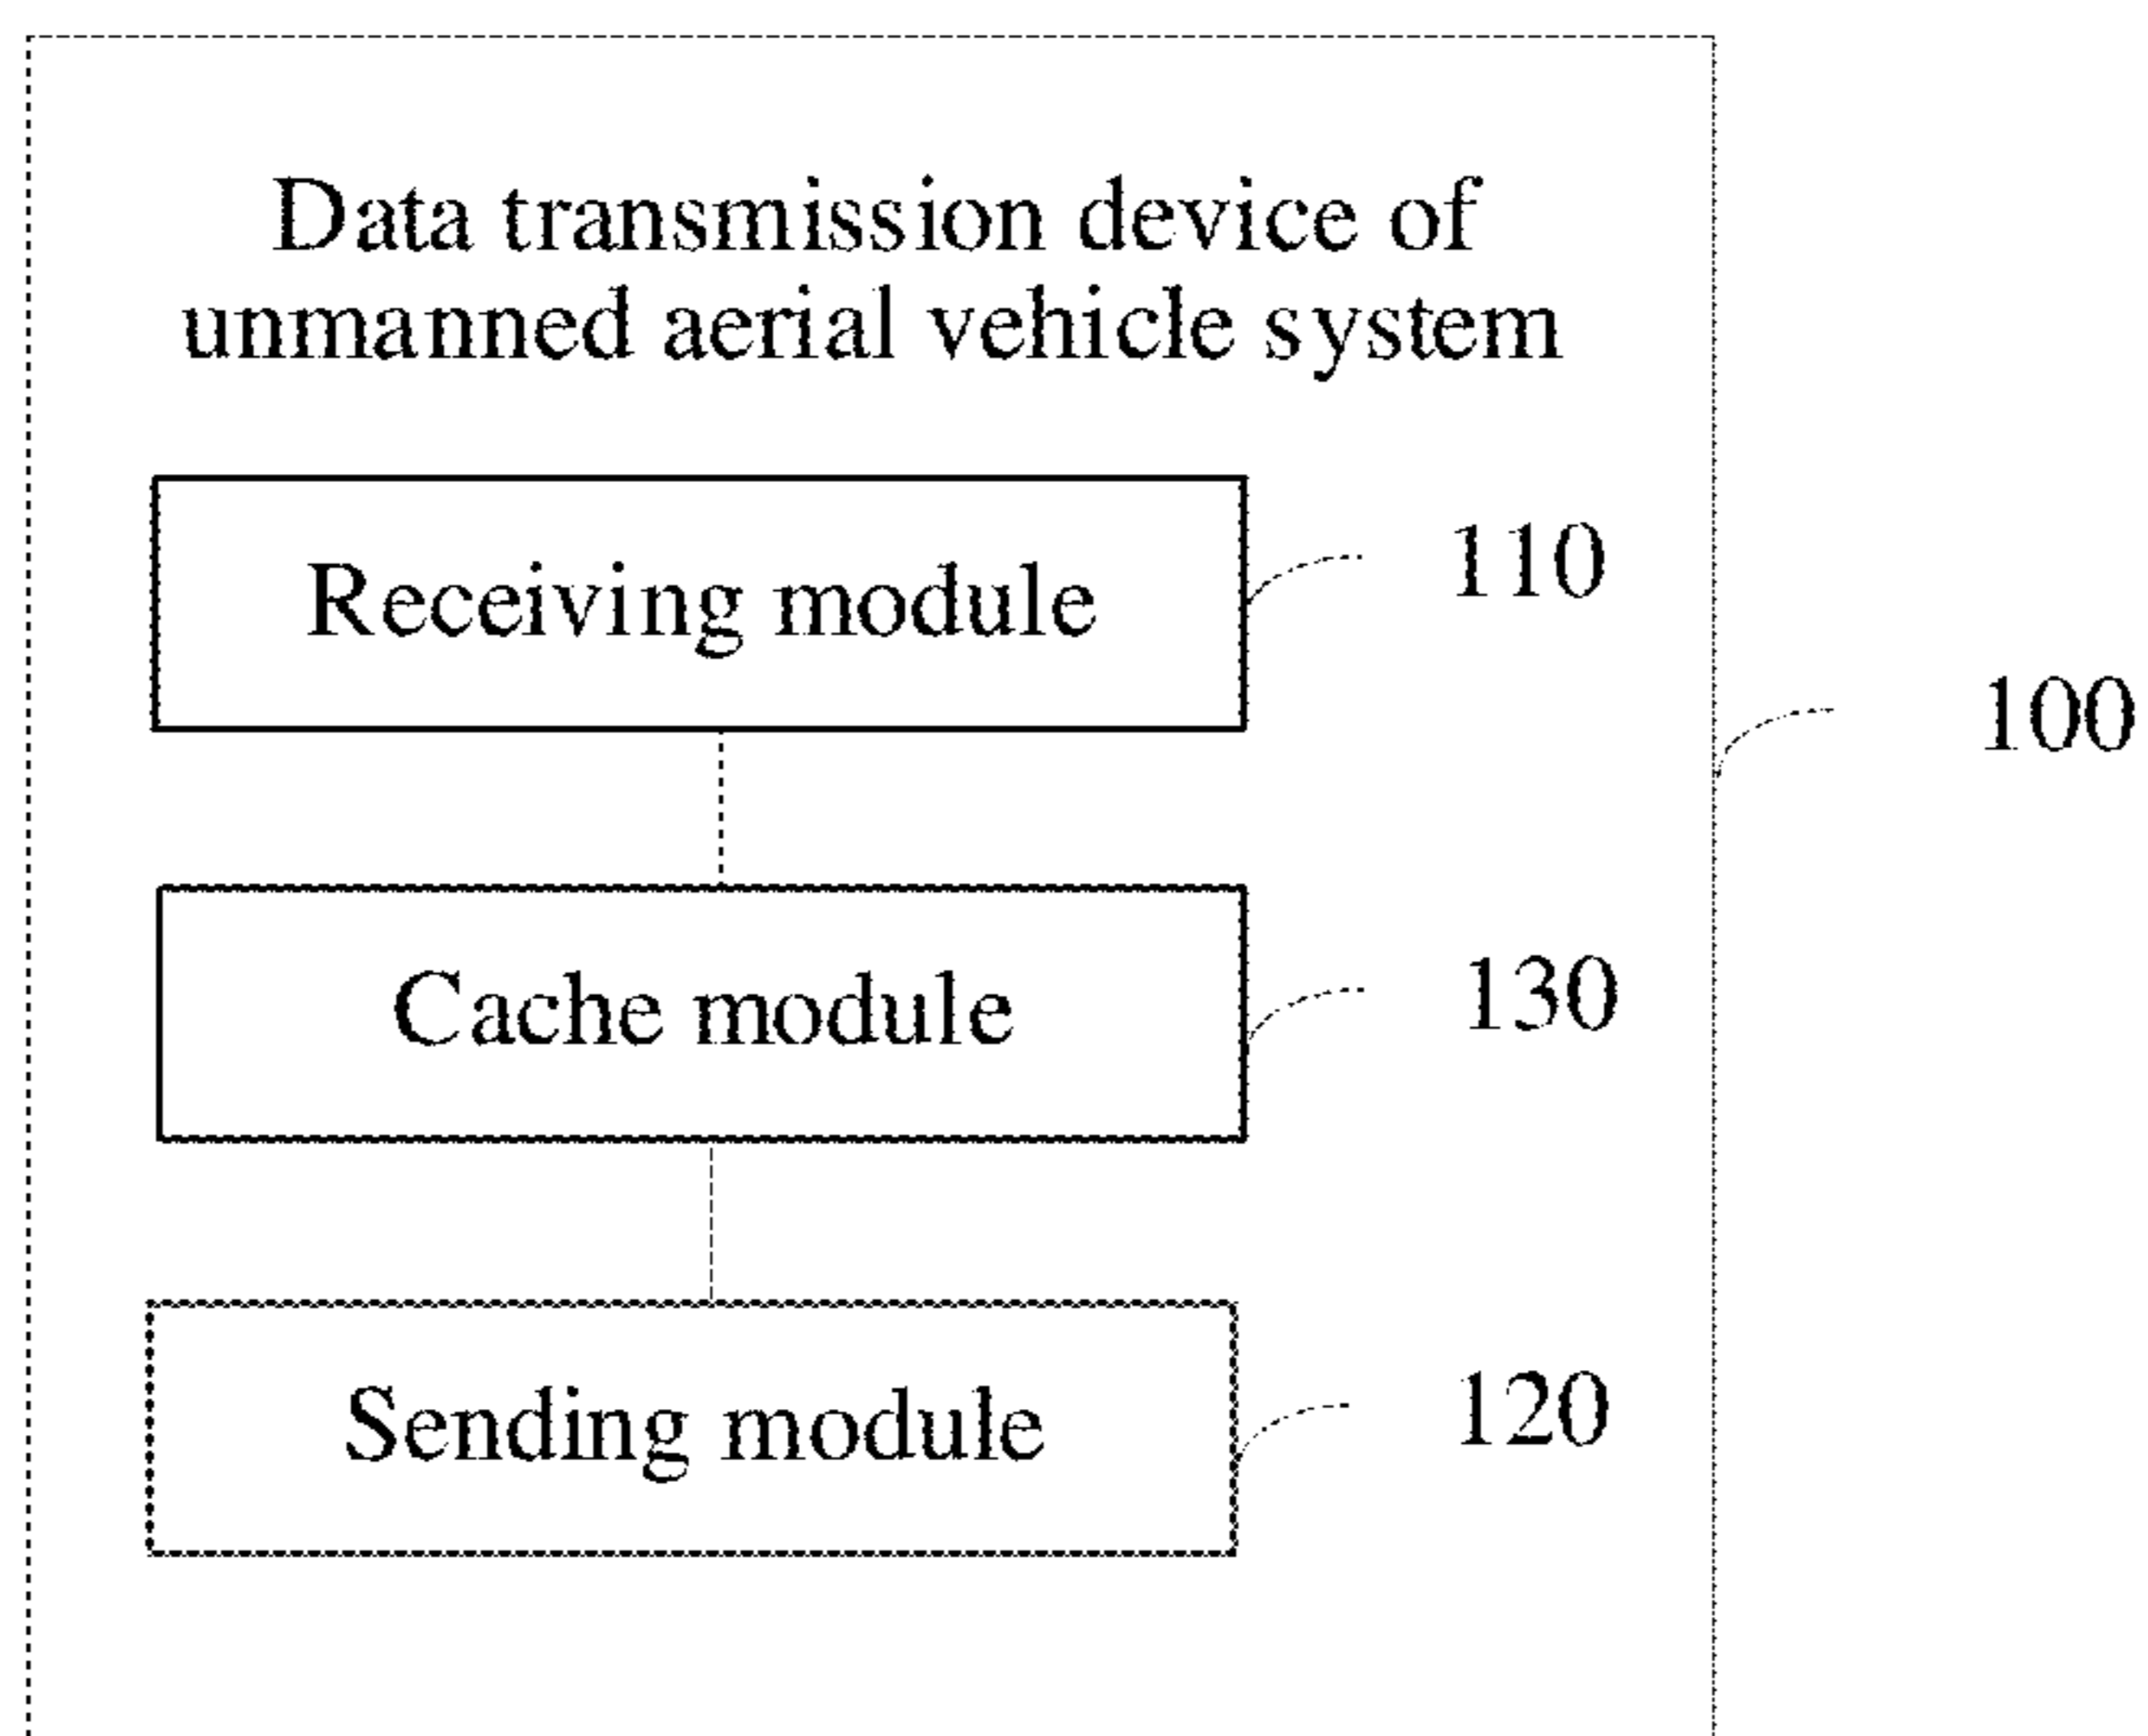 Data transmission device of
unmanned aerial vehicle system
Receiving module
110
100
Cache module
130
Sending module
120